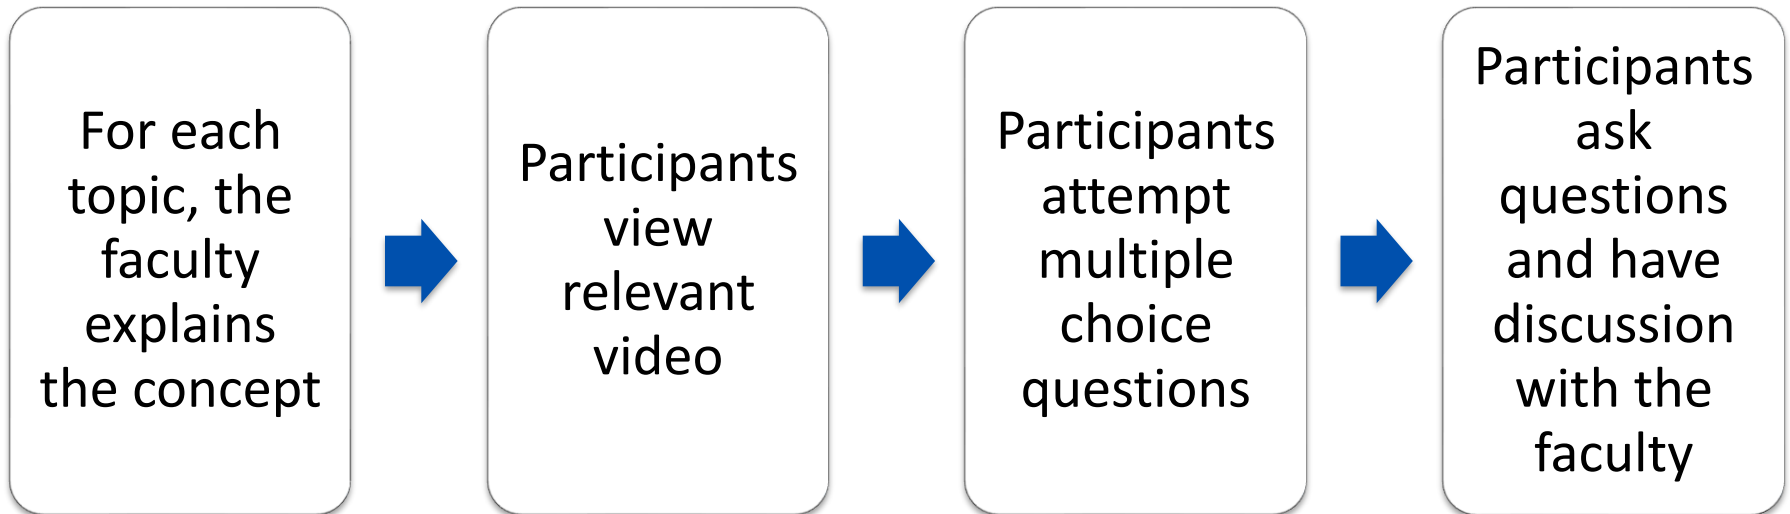 For each
topic, the
faculty
explains
the concept
Participants
view
relevant
video
Participants
attempt
multiple
choice
questions
Participants
ask
questions
and have
discussion
with the
faculty